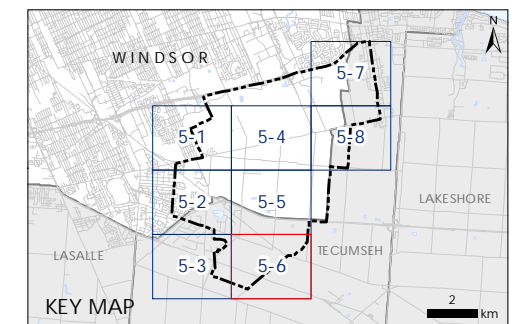 N
WINDSOR
5-7
5-1
5-4
5-8
LAKESHORE
5-2
5-5
TECUMSEH
LASALLE
5-3
5-6
2
KEY MAP
km